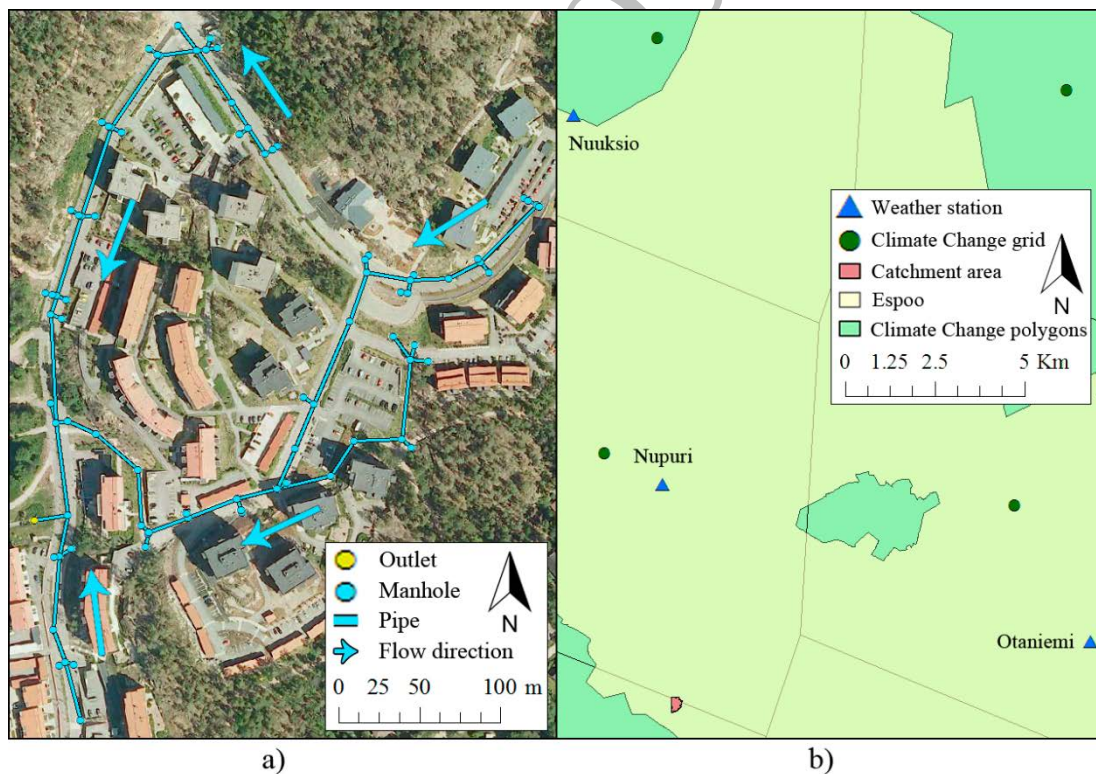 Outlet
Manhole
Pipe
Flow direction
N
0 25 50 100 m
a)
Nuuksio
Weather station
Climate Change grid
Catchment area
Espoo
Climate Change polygons
N
0 1.25 2.5 5 Km
Nupuri
Otaniemi
b)